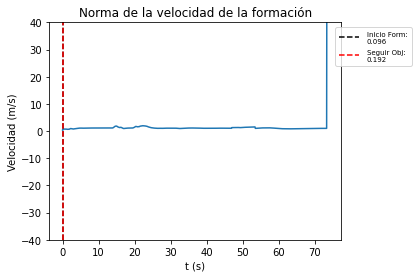 Norma de la velocidad de la formación
40
30
20
10
0
−10
−20
−30
−40
Velocidad (m/s)
0 10 20 30 40 50 60 70
t (s)
Inicio Form:
0.096
Seguir Obj:
0.192